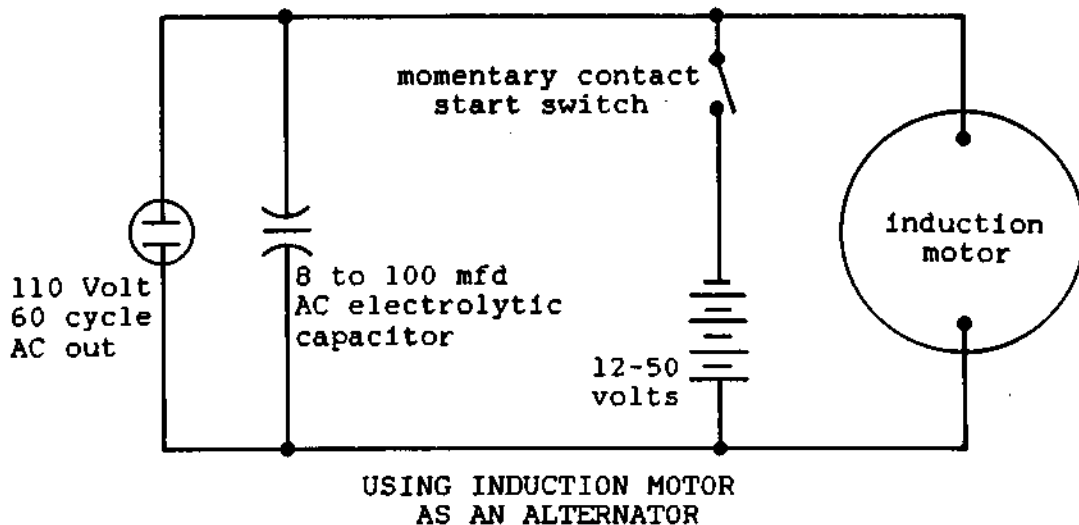 momentary contact
start switch
induction
motor
110 Volt
60 cycle
AC out
8 to 100 mfd
AC electrolytic
capacitor
12-50
volts
USING INDUCTION MOTOR
AS AN ALTERNATOR